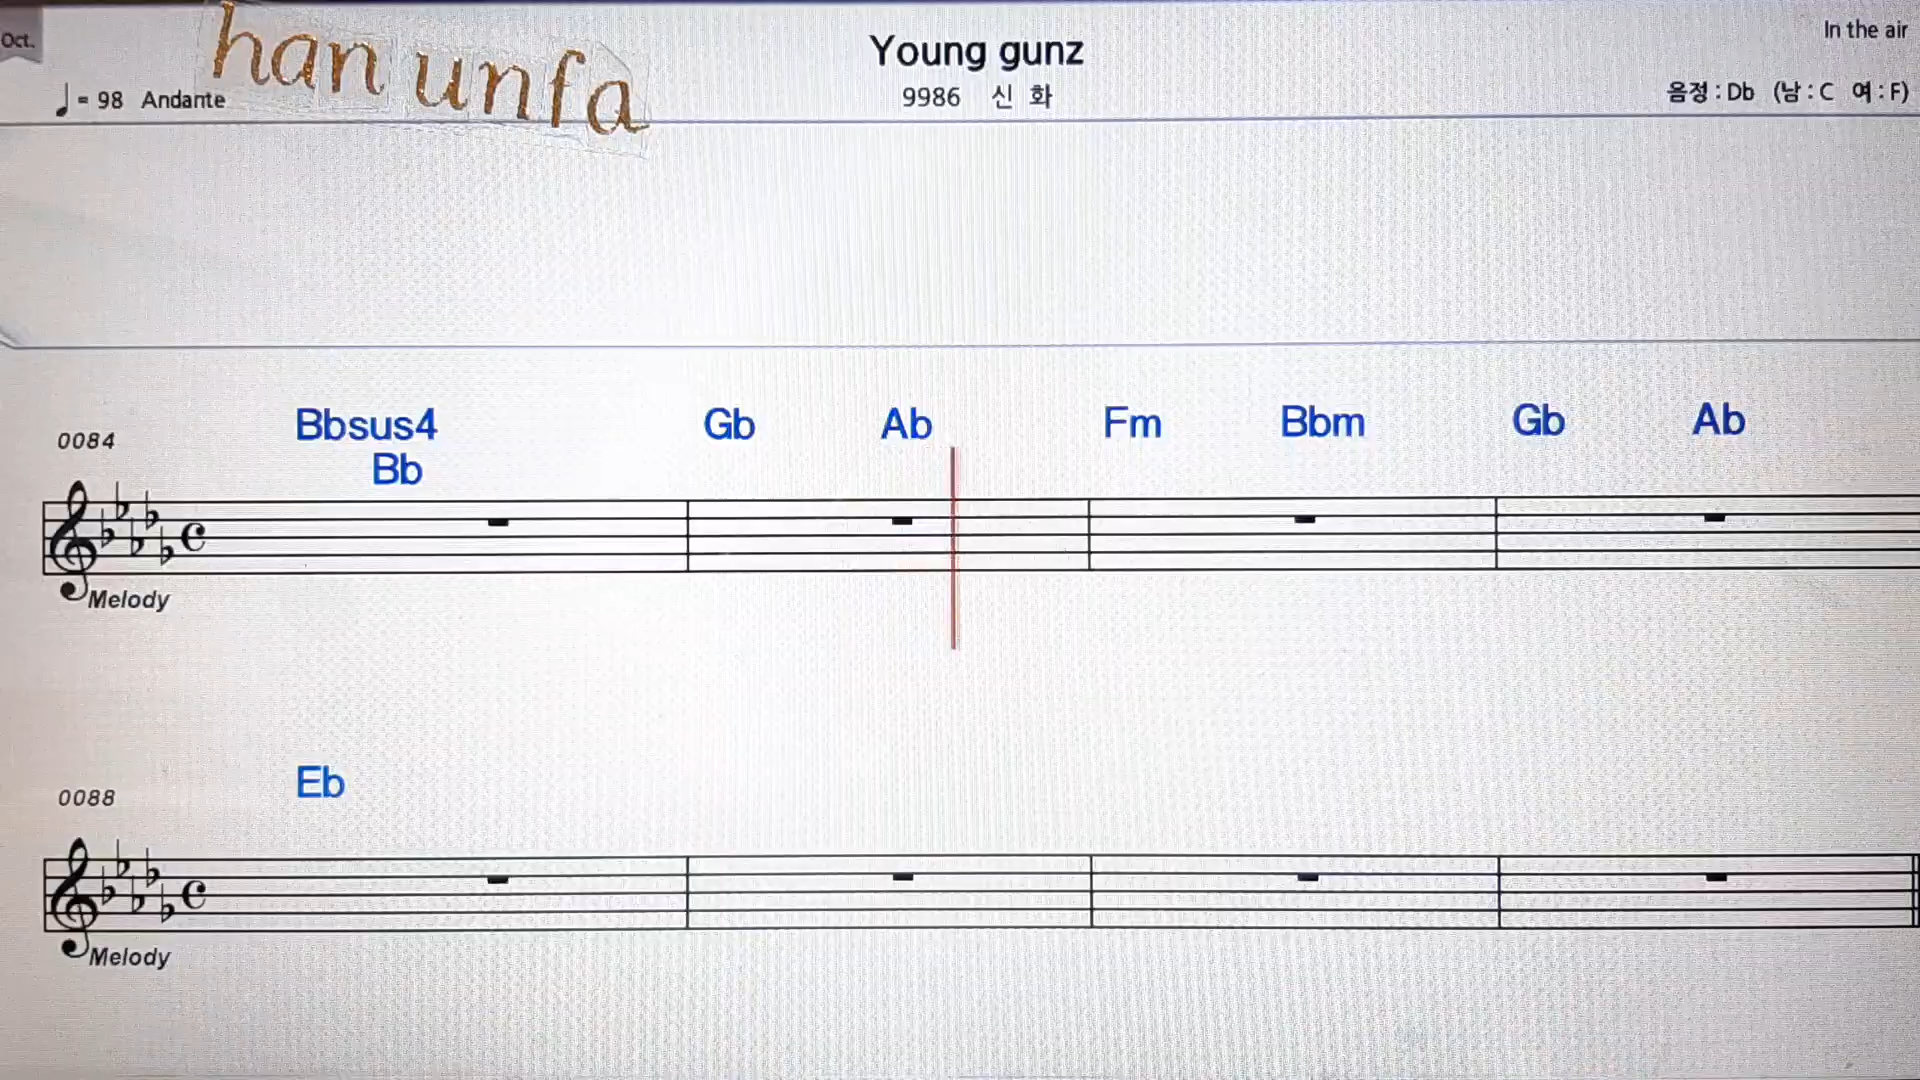 Oct.
han unfa
Young gunz
In the air
= 98 Andante
9986 신 화
음정 : Db (남 : C 여 : F)
Bbsus4 Gb Ab Fm Bbm Gb Ab
0084
Bb
Melody
Eb
0088
Melody